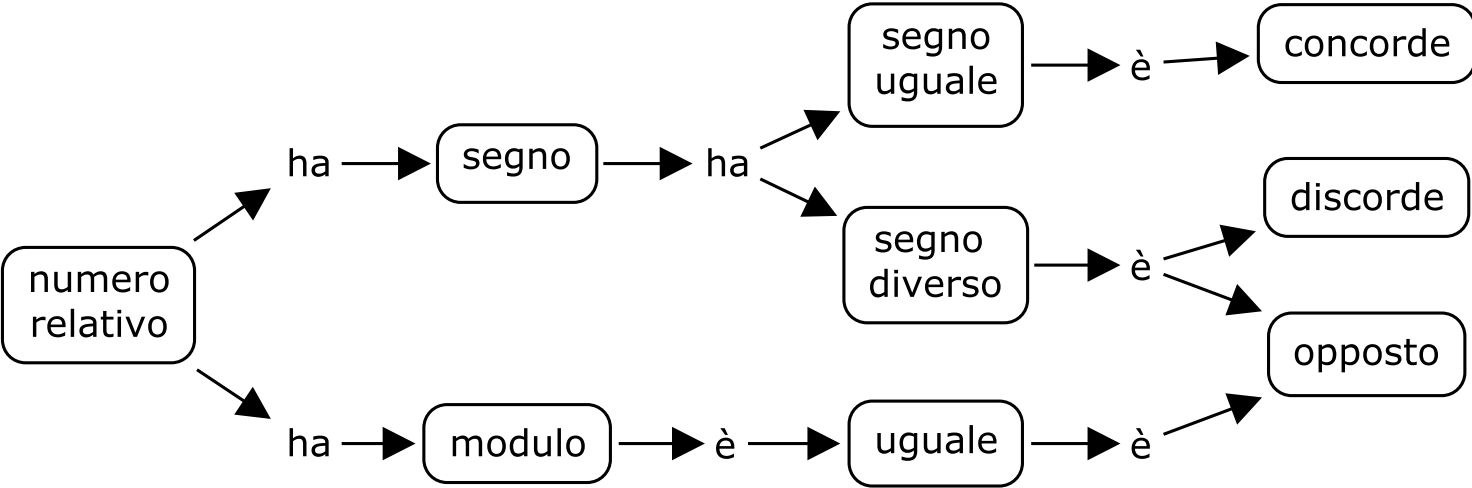 numero
relativo
ha
segno
ha
segno
uguale
è
concorde
segno
diverso
è
discorde
opposto
ha
modulo
è
uguale
è